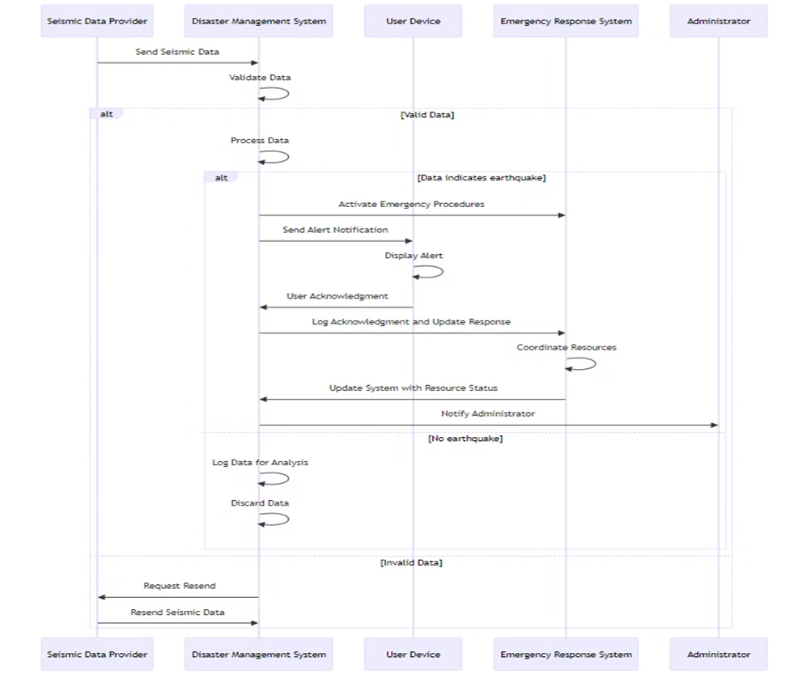 Seismic Data Provider Disaster Management System User Device Emergency Response System Administrator
Send Seismic Data
Validate Data
alt [Valid Data]
Process Data
alt [Data indicates earthquake]
Activate Emergency Procedures
Send Alert Notification
Display Alert
User Acknowledgment
Log Acknowledgment and Update Response
Coordinate Resources
Update System with Resource Status
Notify Administrator
[No earthquake]
Log Data for Analysis
Discard Data
[Invalid Data]
Request Resend
Resend Seismic Data
Seismic Data Provider Disaster Management System User Device Emergency Response System Administrator